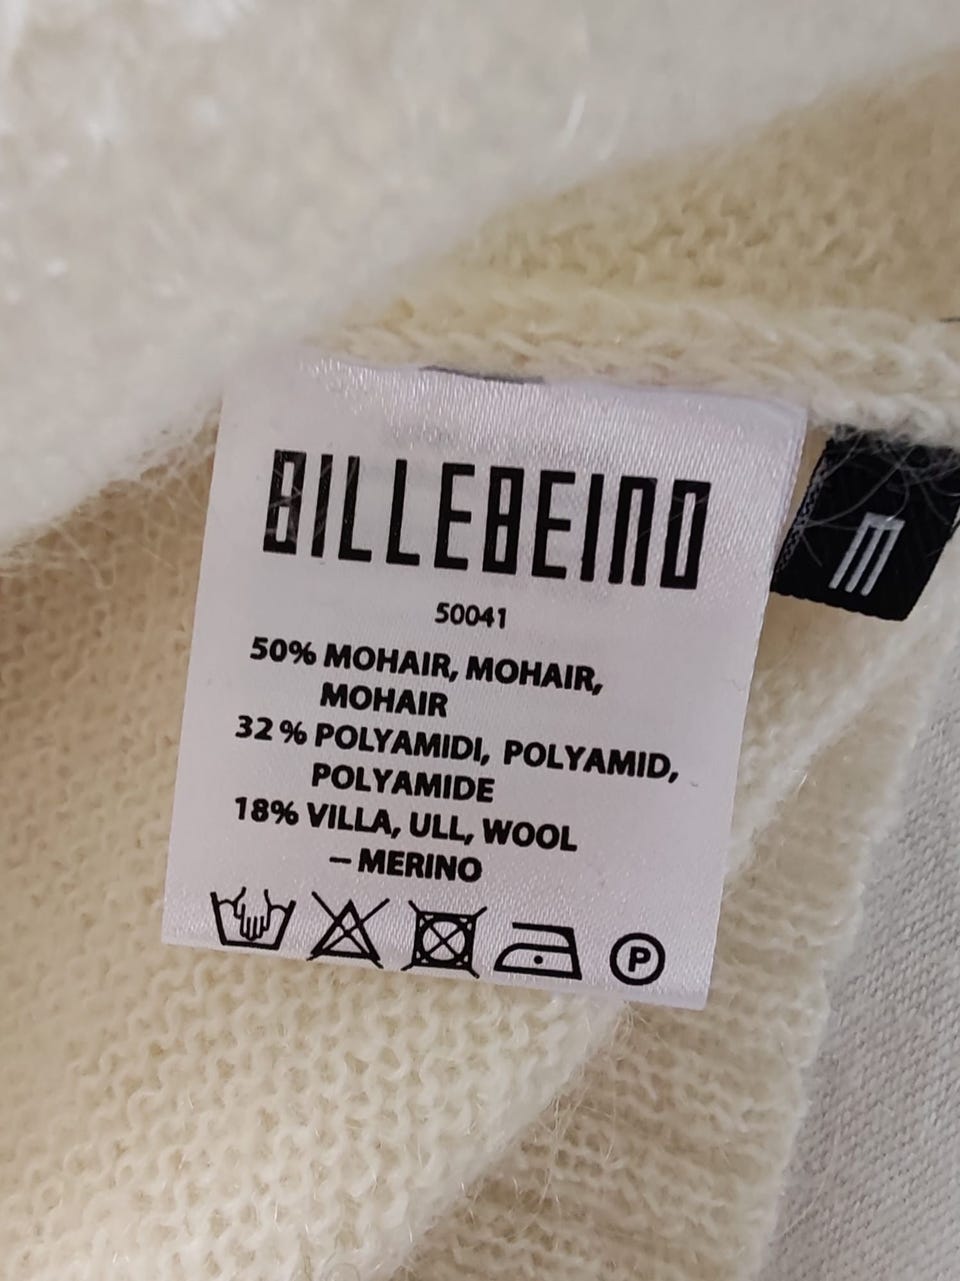 BILLEBEINO
50041
50% MOHAIR, MOHAIR,
MOHAIR
32% POLYAMIDI, POLYAMID,
POLYAMIDE
18% VILLA, ULL, WOOL
– MERINO
P